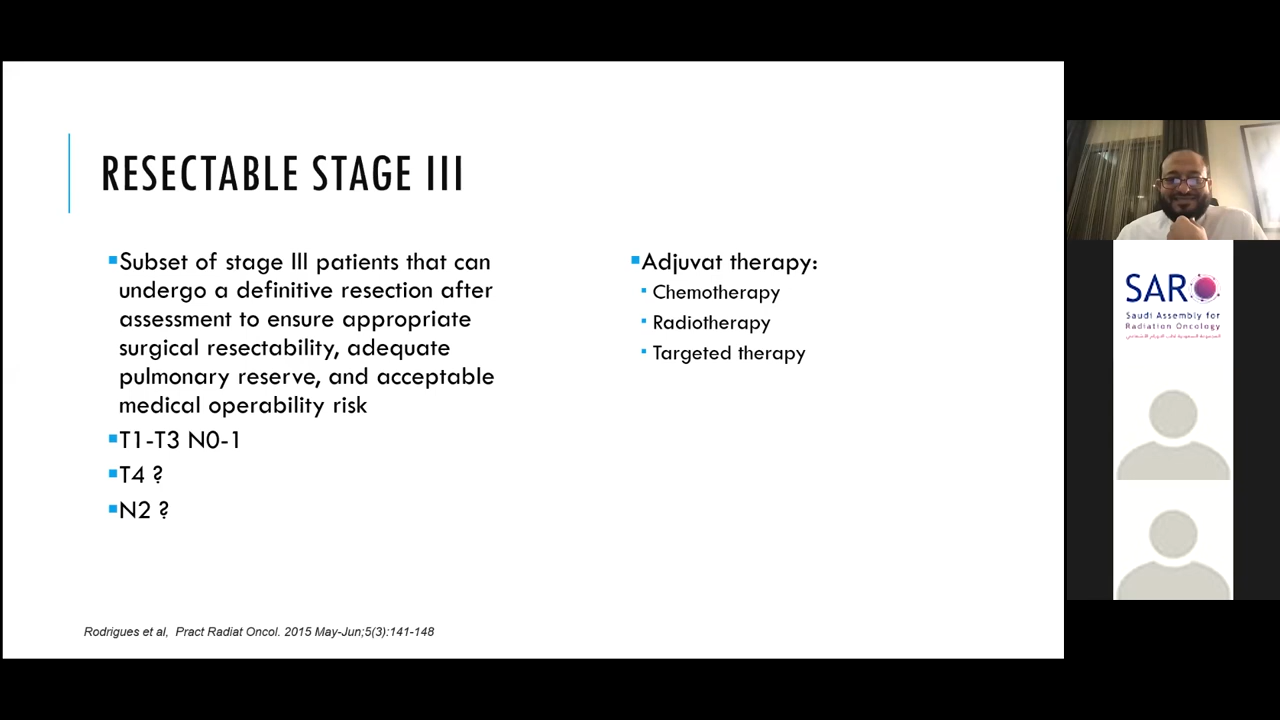 RESECTABLE STAGE III
Subset of stage III patients that can
undergo a definitive resection after
assessment to ensure appropriate
surgical resectability, adequate
pulmonary reserve, and acceptable
medical operability risk
T1-T3 N0-1
T4 ?
N2 ?
Adjuvat therapy:
Chemotherapy
Radiotherapy
Targeted therapy
Rodrigues et al, Pract Radiat Oncol. 2015 May-Jun;5(3):141-148
SARO
Saudi Assembly for
Radiation Oncology